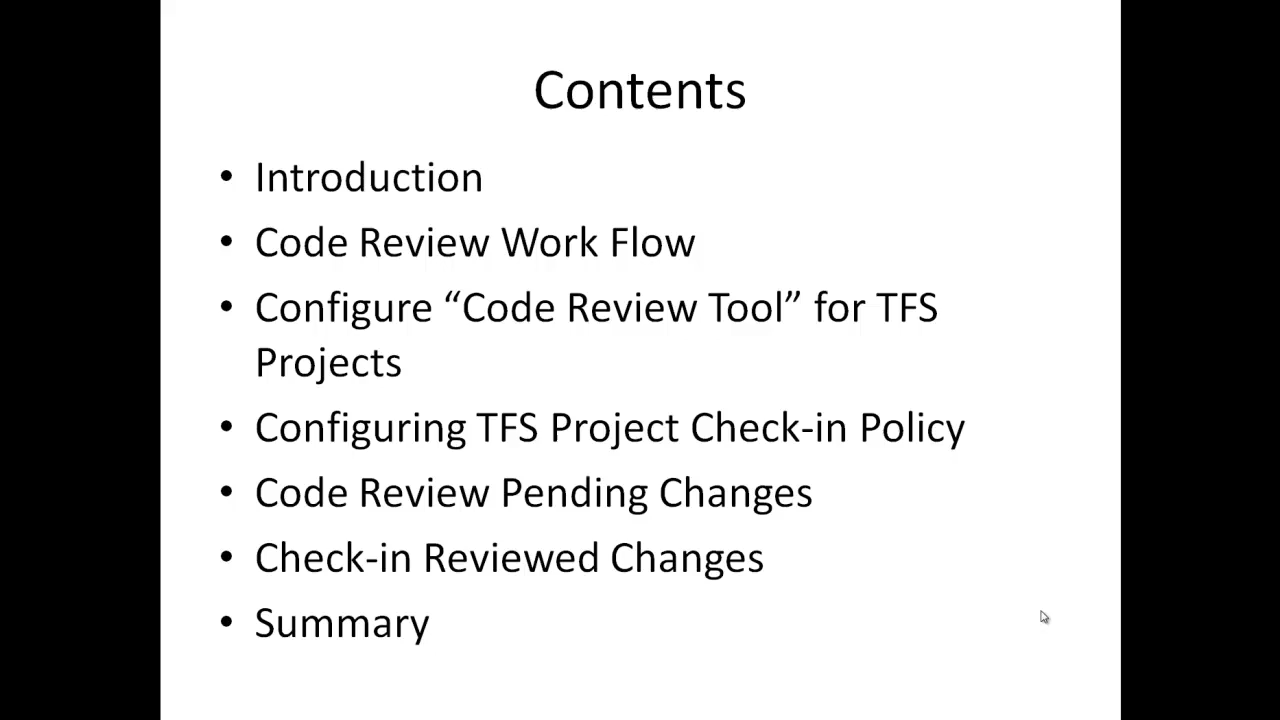 Contents
• Introduction
• Code Review Work Flow
• Configure “Code Review Tool” for TFS
Projects
• Configuring TFS Project Check-in Policy
• Code Review Pending Changes
• Check-in Reviewed Changes
• Summary